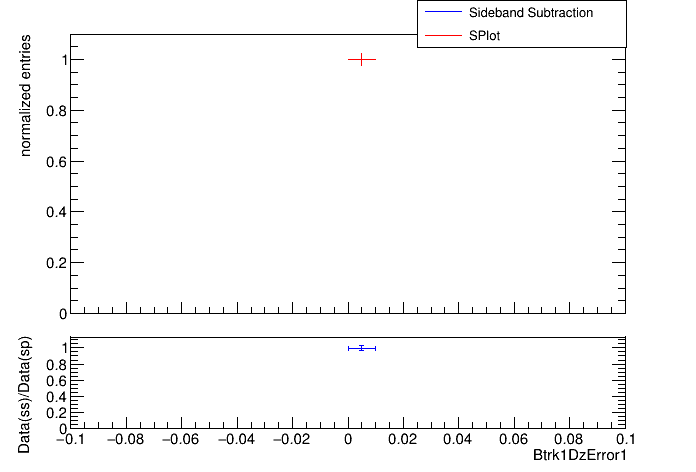 Sideband Subtraction
SPlot
normalized entries
1
0.8
0.6
0.4
0.2
0
Data(ss)/Data(sp)
1
0.8
0.6
0.4
0.2
0
−0.1 −0.08 −0.06 −0.04 −0.02 0 0.02 0.04 0.06 0.08 0.1
Btrk1DzError1